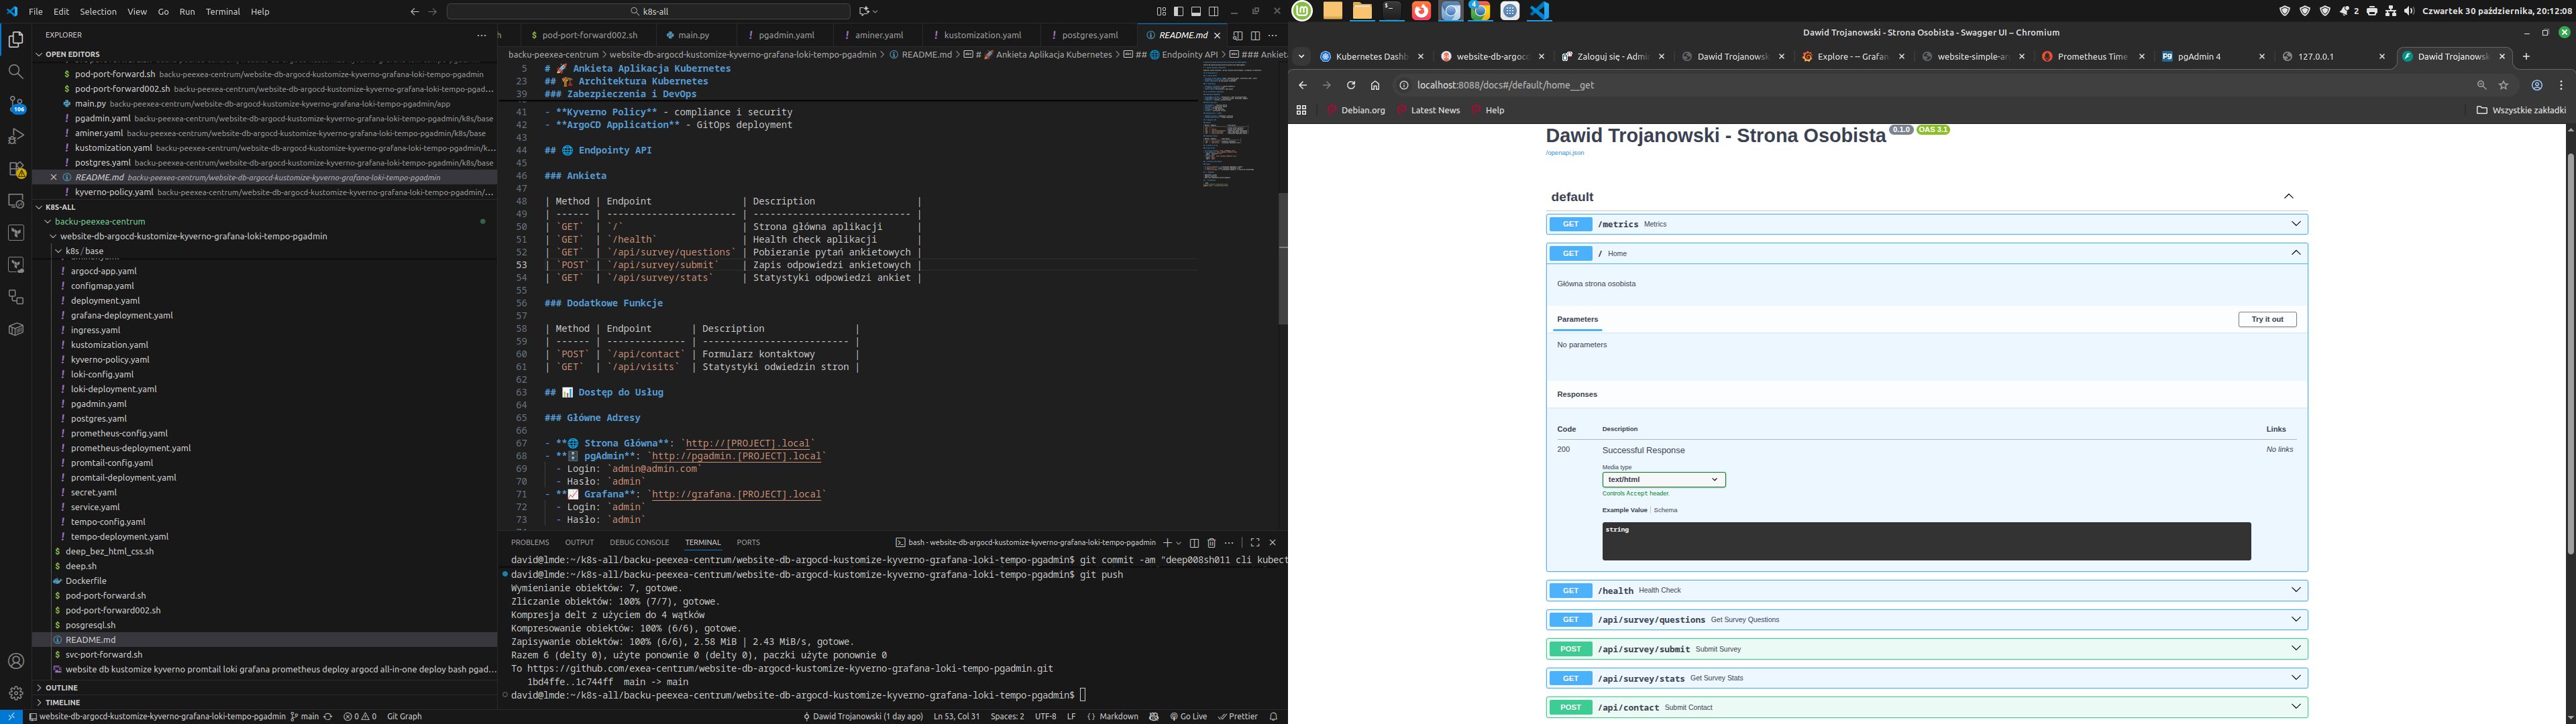 File Edit Selection View Go Run Terminal Help
k8s-all
EXPLORER
OPEN EDITORS
pod-port-forward.sh backu-peexea-centrum/website-db-argocd-kustomize-kyverno-grafana-loki-tempo-pgadmin
pod-port-forward002.sh backu-peexea-centrum/website-db-argocd-kustomize-kyverno-grafana-loki-tempo-pgad...
main.py backu-peexea-centrum/website-db-argocd-kustomize-kyverno-grafana-loki-tempo-pgadmin/app
pgadmin.yaml backu-peexea-centrum/website-db-argocd-kustomize-kyverno-grafana-loki-tempo-pgadmin/k8s/base
aminer.yaml backu-peexea-centrum/website-db-argocd-kustomize-kyverno-grafana-loki-tempo-pgadmin/k8s/base
kustomization.yaml backu-peexea-centrum/website-db-argocd-kustomize-kyverno-grafana-loki-tempo-pgadmin/k...
postgres.yaml backu-peexea-centrum/website-db-argocd-kustomize-kyverno-grafana-loki-tempo-pgadmin/k8s/base
README.md backu-peexea-centrum/website-db-argocd-kustomize-kyverno-grafana-loki-tempo-pgadmin
kyverno-policy.yaml backu-peexea-centrum/website-db-argocd-kustomize-kyverno-grafana-loki-tempo-pgadmin/...
K8S-ALL
106
backu-peexea-centrum
website-db-argocd-kustomize-kyverno-grafana-loki-tempo-pgadmin
k8s / base
argocd-app.yaml
configmap.yaml
deployment.yaml
grafana-deployment.yaml
ingress.yaml
kustomization.yaml
kyverno-policy.yaml
loki-config.yaml
loki-deployment.yaml
pgadmin.yaml
postgres.yaml
prometheus-config.yaml
prometheus-deployment.yaml
promtail-config.yaml
promtail-deployment.yaml
secret.yaml
service.yaml
tempo-config.yaml
tempo-deployment.yaml
deep_bez_html_css.sh
deep.sh
Dockerfile
pod-port-forward.sh
pod-port-forward002.sh
posgresql.sh
README.md
svc-port-forward.sh
website db kustomize kyverno promtail loki grafana prometheus deploy argocd all-in-one deploy bash pgad...
OUTLINE
TIMELINE
pod-port-forward002.sh main.py pgadmin.yaml aminer.yaml kustomization.yaml postgres.yaml README.md
backu-peexea-centrum > website-db-argocd-kustomize-kyverno-grafana-loki-tempo-pgadmin > README.md > # 🚀 Ankieta Aplikacja Kubernetes > ## 🌐 Endpointy API > ### Ankieta
5 # 🚀 Ankieta Aplikacja Kubernetes
23 ## 🏗️ Architektura Kubernetes
39 ### Zabezpieczenia i DevOps
41 - **Kyverno Policy** - compliance i security
42 - **ArgoCD Application** - GitOps deployment
43
44 ## 🌐 Endpointy API
45
46 ### Ankieta
47
48 | Method | Endpoint | Description |
49 | ------ | ----------------------- | ---------------------------- |
50 | `GET` | `/` | Strona główna aplikacji |
51 | `GET` | `/health` | Health check aplikacji |
52 | `GET` | `/api/survey/questions` | Pobieranie pytań ankietowych |
53 | `POST` | `/api/survey/submit` | Zapis odpowiedzi ankietowych |
54 | `GET` | `/api/survey/stats` | Statystyki odpowiedzi ankiet |
55
56 ### Dodatkowe Funkcje
57
58 | Method | Endpoint | Description |
59 | ------ | -------------- | -------------------------- |
60 | `POST` | `/api/contact` | Formularz kontaktowy |
61 | `GET` | `/api/visits` | Statystyki odwiedzin stron |
62
63 ## 📊 Dostęp do Usług
64
65 ### Główne Adresy
66
67 - **🌐 Strona Główna**: `http://[PROJECT].local`
68 - **🗄️ pgAdmin**: `http://pgadmin.[PROJECT].local`
69 - Login: `admin@admin.com`
70 - Hasło: `admin`
71 - **📈 Grafana**: `http://grafana.[PROJECT].local`
72 - Login: `admin`
73 - Hasło: `admin`
PROBLEMS OUTPUT DEBUG CONSOLE TERMINAL PORTS
bash - website-db-argocd-kustomize-kyverno-grafana-loki-tempo-pgadmin
david@lmde:~/k8s-all/backu-peexea-centrum/website-db-argocd-kustomize-kyverno-grafana-loki-tempo-pgadmin$ git commit -am "deep008sh011 cli kubect
david@lmde:~/k8s-all/backu-peexea-centrum/website-db-argocd-kustomize-kyverno-grafana-loki-tempo-pgadmin$ git push
Wymienianie obiektów: 7, gotowe.
Zliczanie obiektów: 100% (7/7), gotowe.
Kompresja delt z użyciem do 4 wątków
Kompresowanie obiektów: 100% (6/6), gotowe.
Zapisywanie obiektów: 100% (6/6), 2.58 MiB | 2.43 MiB/s, gotowe.
Razem 6 (delty 0), użyte ponownie 0 (delty 0), paczki użyte ponownie 0
To https://github.com/exea-centrum/website-db-argocd-kustomize-kyverno-grafana-loki-tempo-pgadmin.git
1bd4ffe..1c744ff main -> main
david@lmde:~/k8s-all/backu-peexea-centrum/website-db-argocd-kustomize-kyverno-grafana-loki-tempo-pgadmin$
website-db-argocd-kustomize-kyverno-grafana-loki-tempo-pgadmin main 0 0 Git Graph
Dawid Trojanowski (1 day ago) Ln 53, Col 31 Spaces: 2 UTF-8 LF {} Markdown Go Live Prettier
4
2
Czwartek 30 października, 20:12:08
Dawid Trojanowski - Strona Osobista - Swagger UI – Chromium
Kubernetes Dashb website-db-argocd Zaloguj się - Admin Dawid Trojanowsk Explore - – Grafan website-simple-ar Prometheus Time pgAdmin 4 127.0.0.1 Dawid Trojanowsk
localhost:8088/docs#/default/home__get
Debian.org Latest News Help
Wszystkie zakładki
Dawid Trojanowski - Strona Osobista 0.1.0 OAS 3.1
/openapi.json
default
GET /metrics Metrics
GET / Home
Główna strona osobista
Parameters
Try it out
No parameters
Responses
Code Description Links
200 Successful Response No links
Media type
text/html
Controls Accept header.
Example Value Schema
string
GET /health Health Check
GET /api/survey/questions Get Survey Questions
POST /api/survey/submit Submit Survey
GET /api/survey/stats Get Survey Stats
POST /api/contact Submit Contact